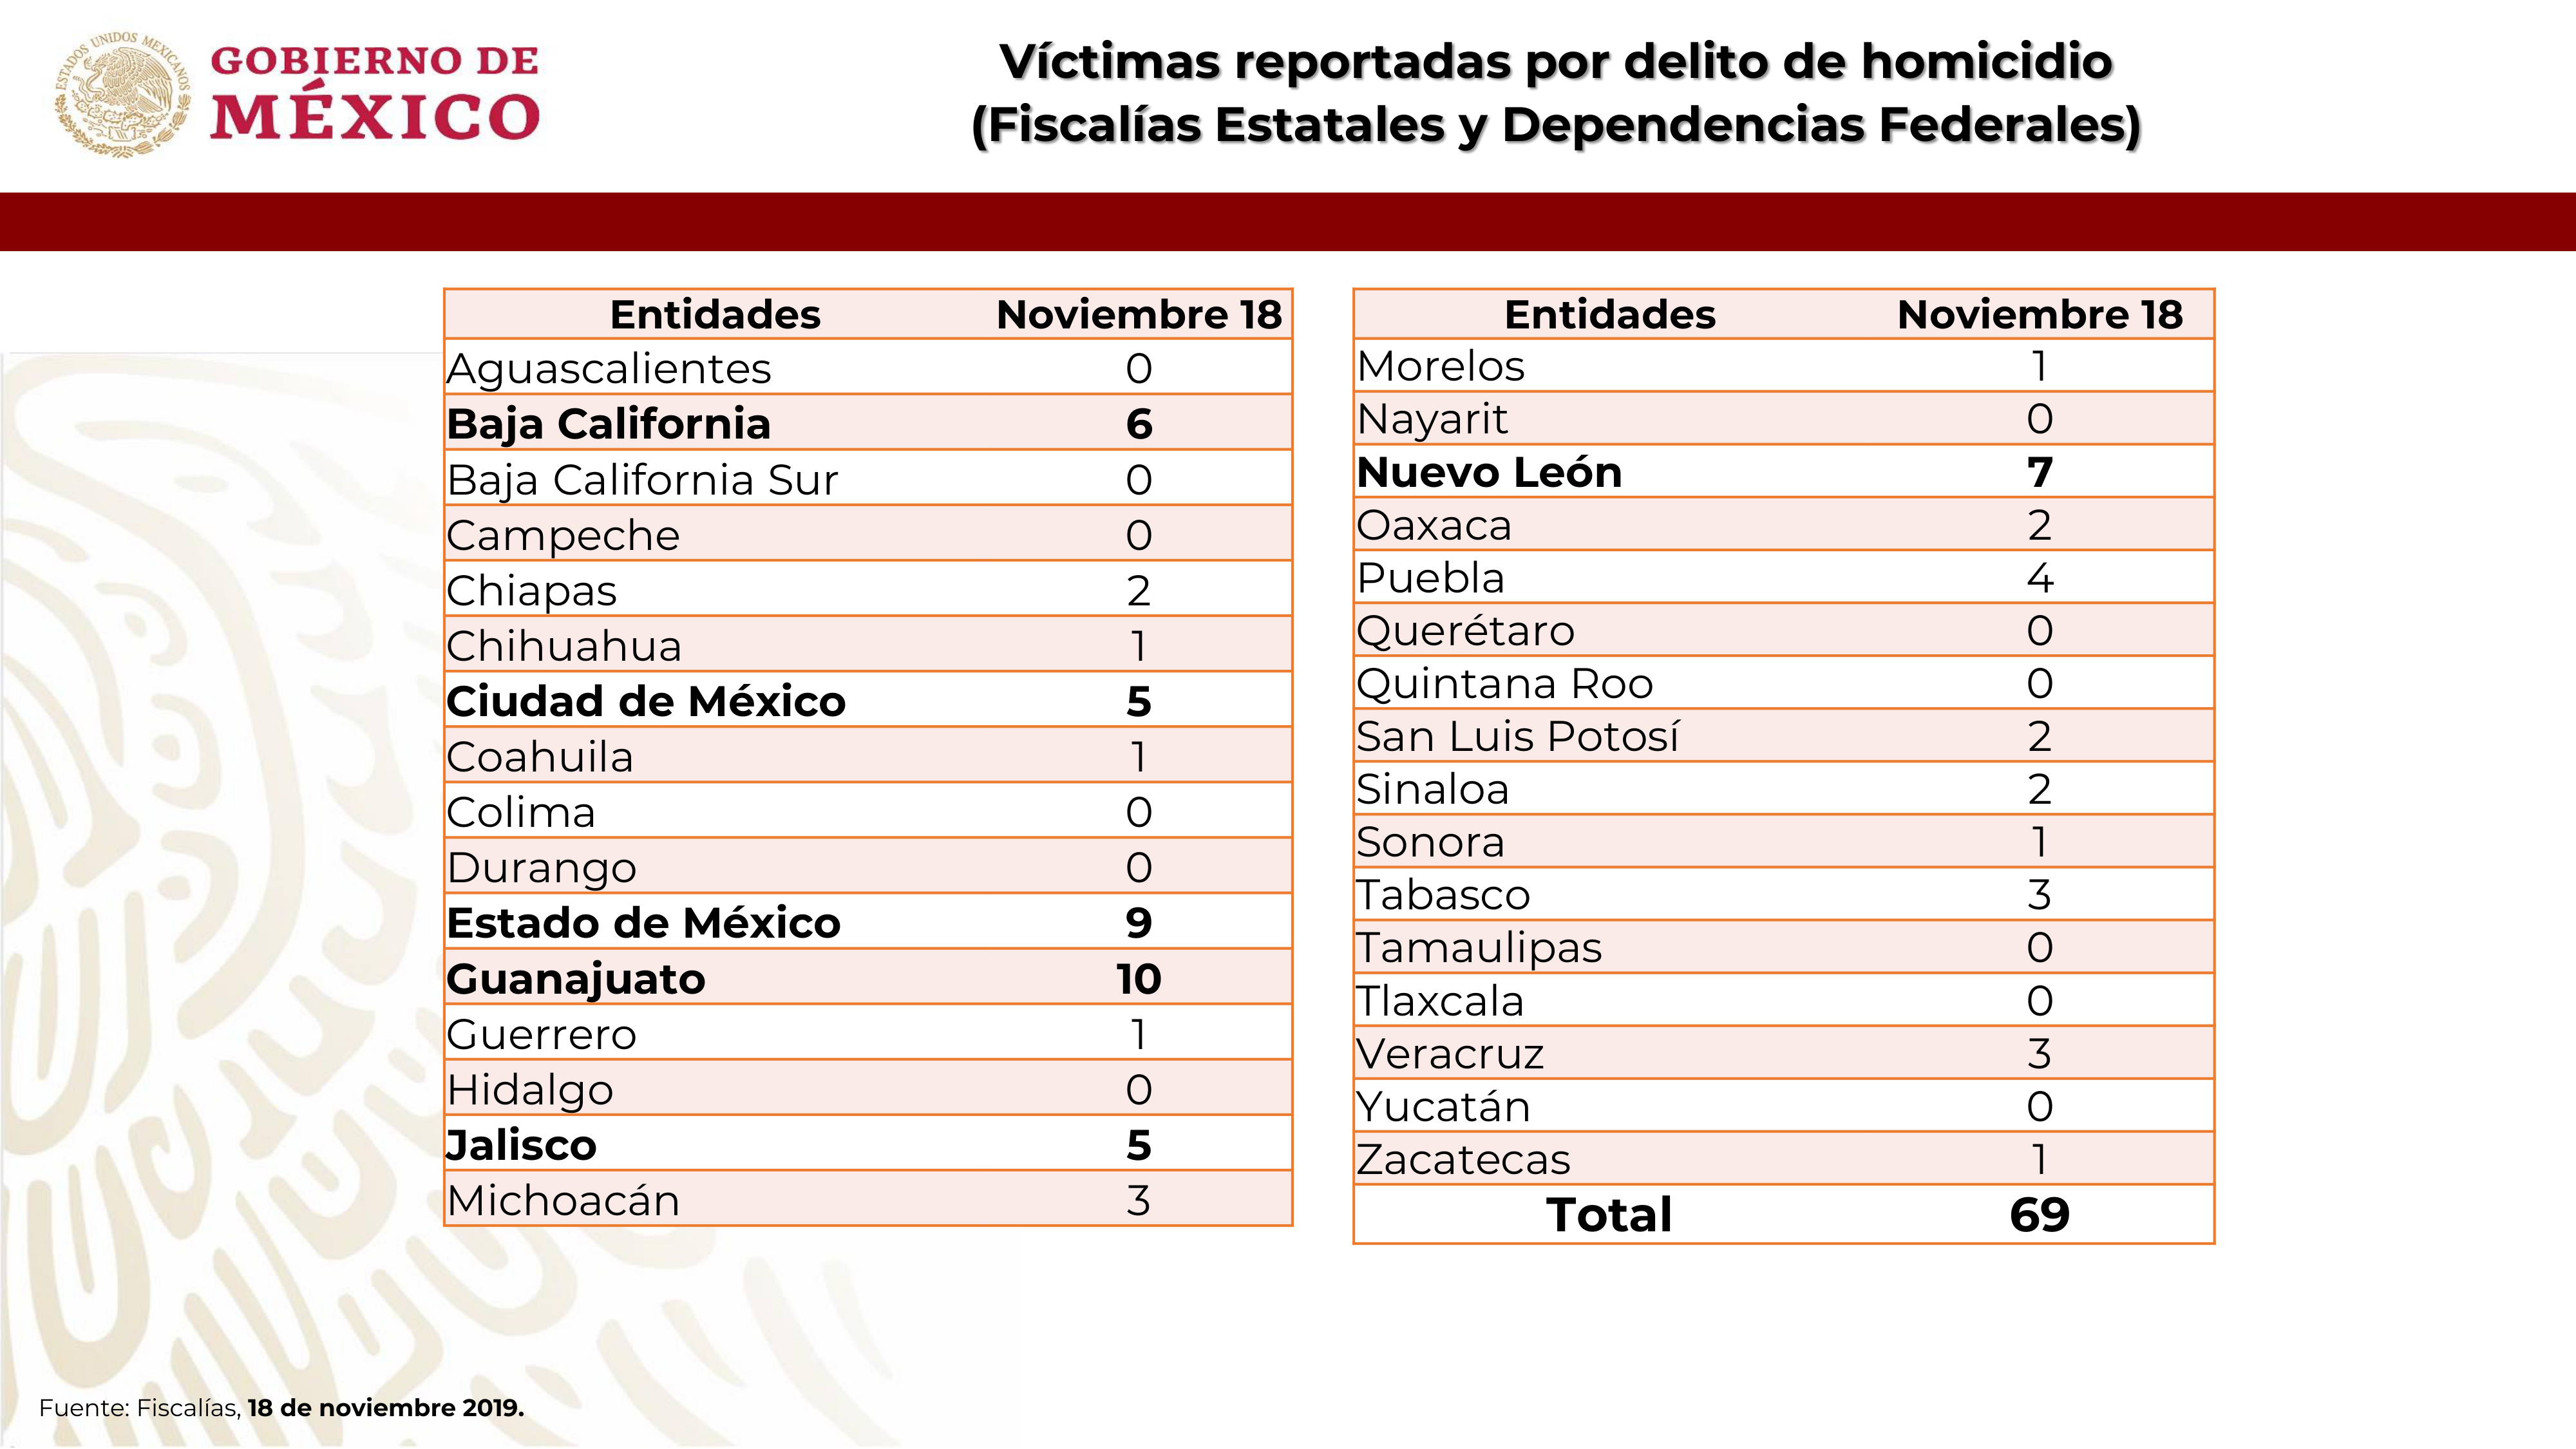 ESTADOS UNIDOS MEXICANOS
GOBIERNO DE
MÉXICO
Víctimas reportadas por delito de homicidio
(Fiscalías Estatales y Dependencias Federales)
Entidades Noviembre 18
Aguascalientes 0
Baja California 6
Baja California Sur 0
Campeche 0
Chiapas 2
Chihuahua 1
Ciudad de México 5
Coahuila 1
Colima 0
Durango 0
Estado de México 9
Guanajuato 10
Guerrero 1
Hidalgo 0
Jalisco 5
Michoacán 3
Entidades Noviembre 18
Morelos 1
Nayarit 0
Nuevo León 7
Oaxaca 2
Puebla 4
Querétaro 0
Quintana Roo 0
San Luis Potosí 2
Sinaloa 2
Sonora 1
Tabasco 3
Tamaulipas 0
Tlaxcala 0
Veracruz 3
Yucatán 0
Zacatecas 1
Total 69
Fuente: Fiscalías, 18 de noviembre 2019.